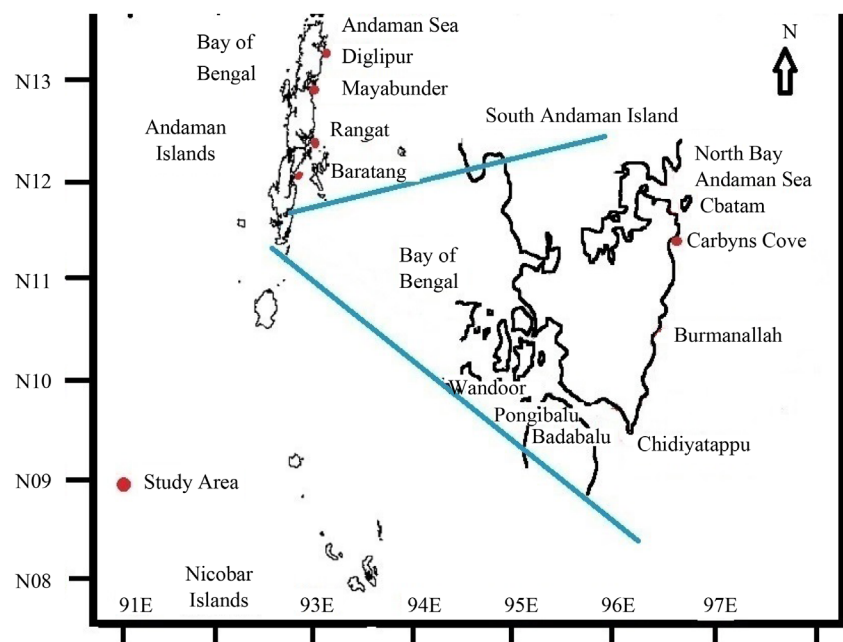 Andaman Sea
N
Bay of
Bengal
Diglipur
N13
Mayabunder
South Andaman Island
Andaman
Islands
Rangat
North Bay
Baratang
N12
Andaman Sea
Cbatam
Carbyns Cove
Bay of
Bengal
N11
Burmanallah
N10
Wandoor
Pongibalu
Badabalu
Chidiyatappu
N09
Study Area
N08
Nicobar
Islands
91E
93E
94E
95E
96E
97E